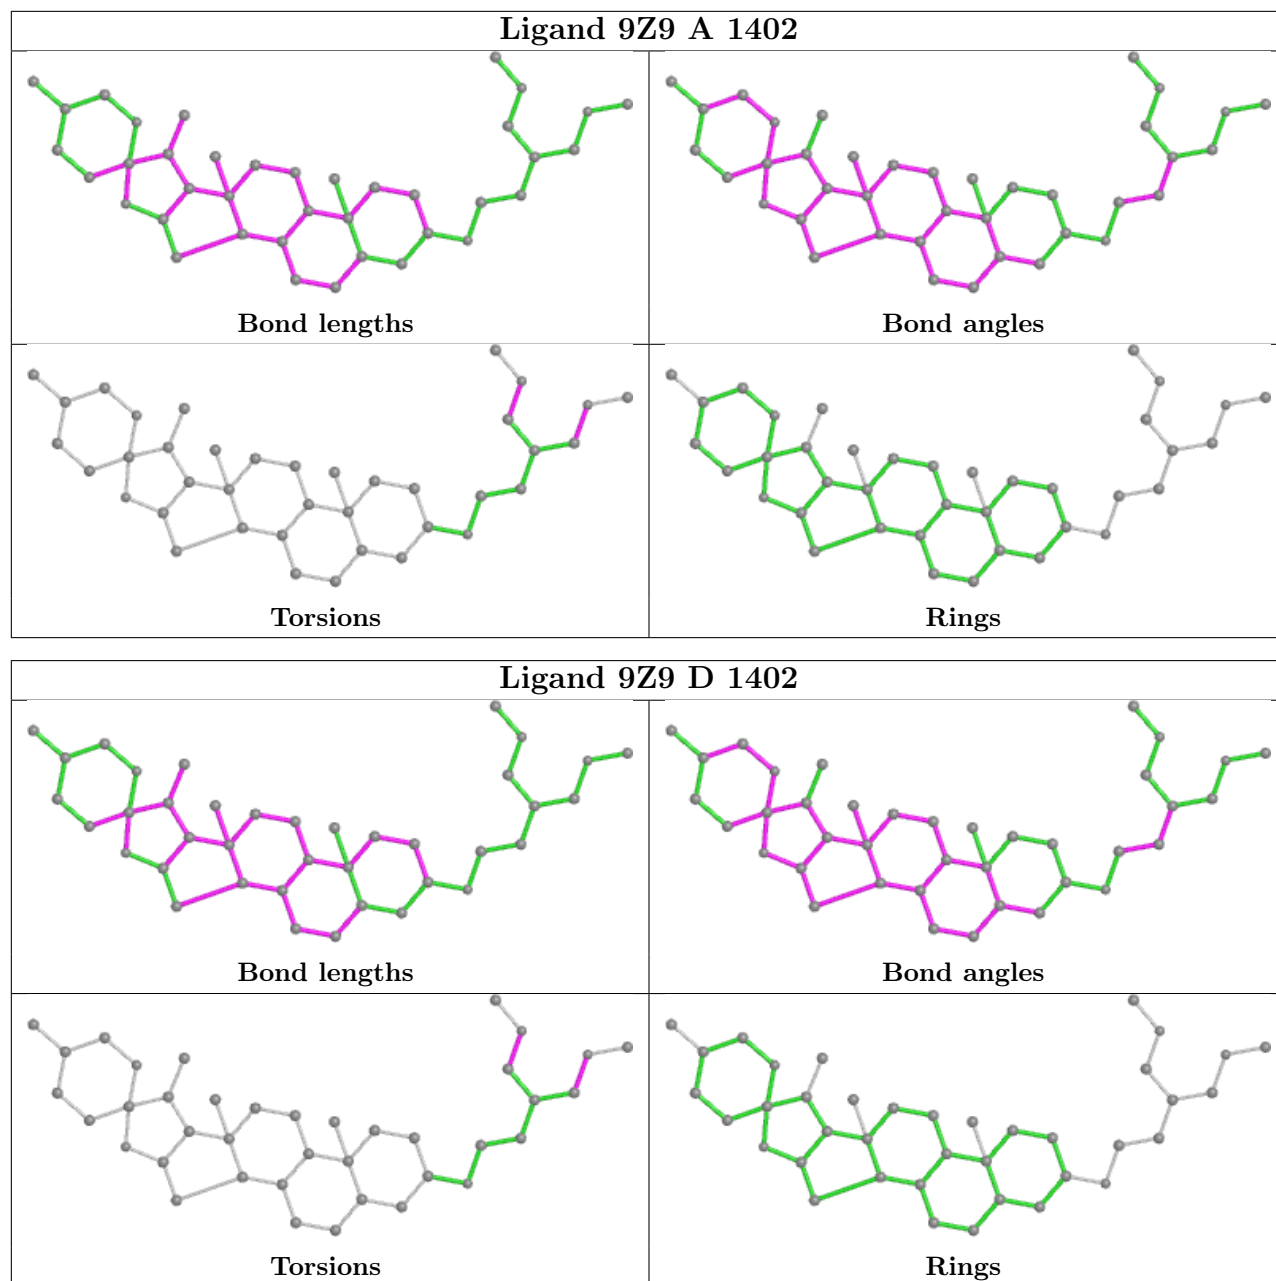 Ligand 9Z9 A 1402
Bond lengths
Bond angles
Torsions
Rings
Ligand 9Z9 D 1402
Bond lengths
Bond angles
Torsions
Rings